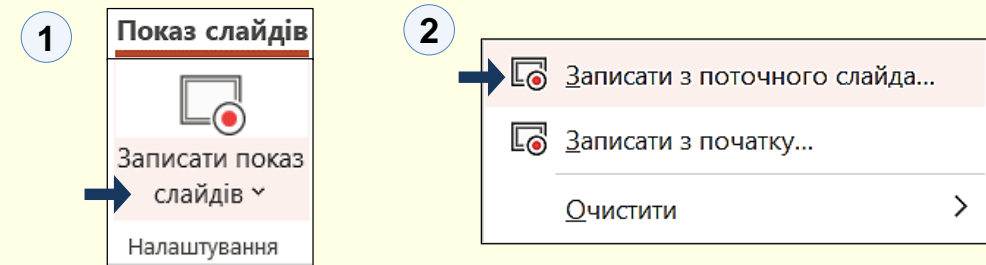 1
Показ слайдів
Записати показ
слайдів
Налаштування
2
Записати з поточного слайда...
Записати з початку...
Очистити